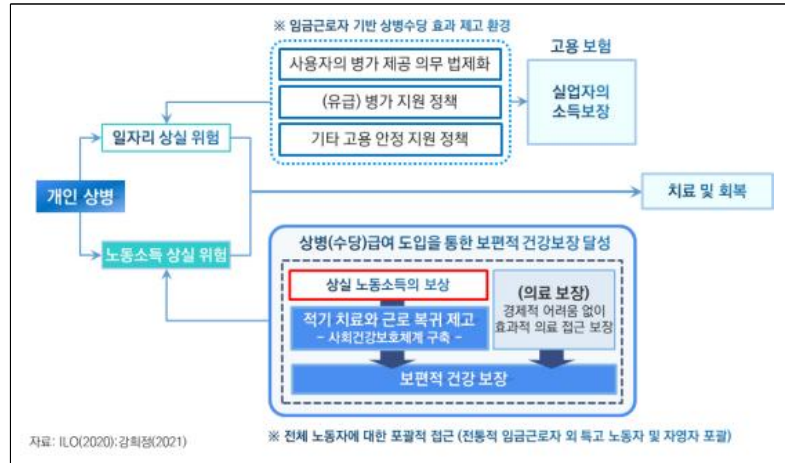 ※ 임금근로자 기반 상병수당 효과 제고 환경
사용자의 병가 제공 의무 법제화
(유급) 병가 지원 정책
기타 고용 안정 지원 정책
고용 보험
실업자의
소득보장
일자리 상실 위험
개인 상병
노동소득 상실 위험
치료 및 회복
상병(수당)급여 도입을 통한 보편적 건강보장 달성
상실 노동소득의 보상
적기 치료와 근로 복귀 제고
– 사회건강보호체계 구축 –
(의료 보장)
경제적 어려움 없이
효과적 의료 접근 보장
보편적 건강 보장
자료: ILO(2020):강희정(2021)
※ 전체 노동자에 대한 포괄적 접근 (전통적 임금근로자 외 특고 노동자 및 자영자 포괄)